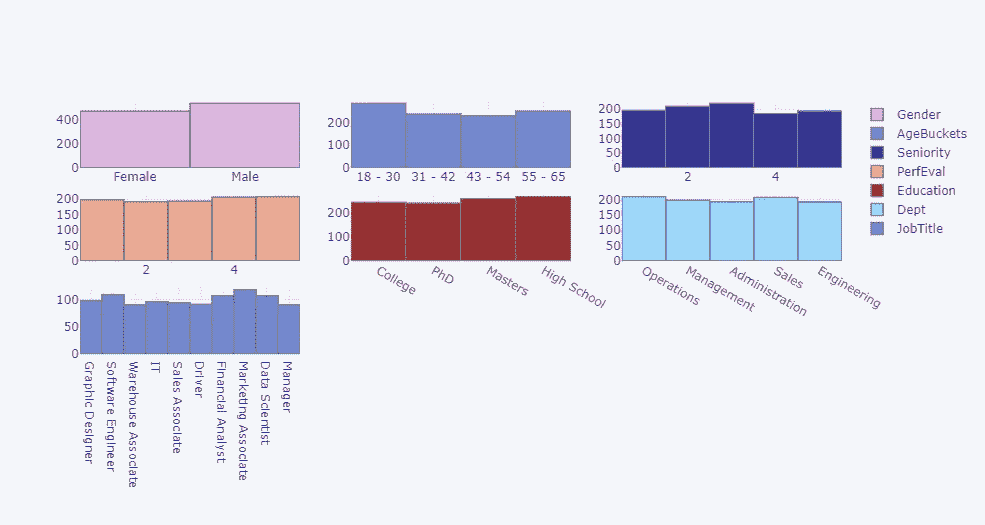 400
200
0
Female Male
200
100
0
18 - 30 31 - 42 43 - 54 55 - 65
200
150
100
50
0
2 4
Gender
AgeBuckets
Seniority
PerfEval
Education
Dept
JobTitle
200
150
100
50
0
2 4
200
100
0
College
PhD
Masters
High School
200
150
100
50
0
Operations
Management
Administration
Sales
Engineering
100
50
0
Graphic Designer
Software Engineer
Warehouse Associate
IT
Sales Associate
Driver
Financial Analyst
Marketing Associate
Data Scientist
Manager